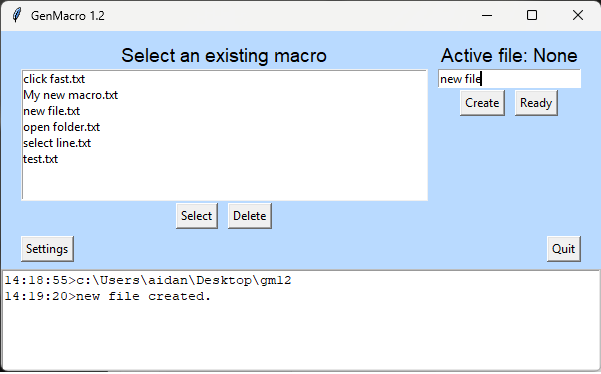 GenMacro 1.2
Select an existing macro
Active file: None
click fast.txt
My new macro.txt
new file.txt
open folder.txt
select line.txt
test.txt
new file
Create
Ready
Select
Delete
Settings
Quit
14:18:55>c:\Users\aidan\Desktop\gm12
14:19:20>new file created.